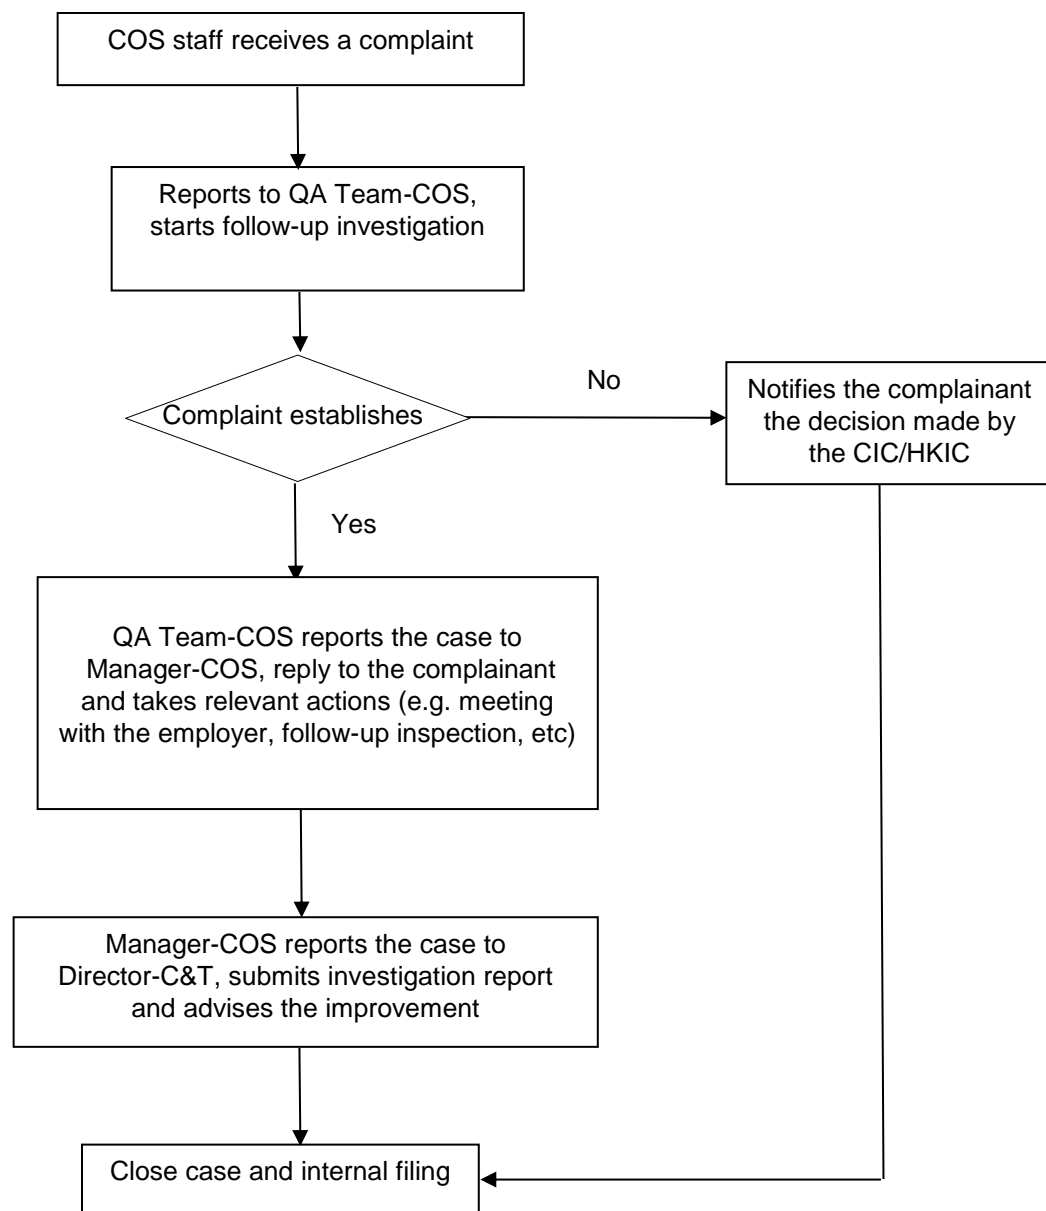 COS staff receives a complaint
Reports to QA Team-COS,
starts follow-up investigation
Complaint establishes
No
Notifies the complainant
the decision made by
the CIC/HKIC
Yes
QA Team-COS reports the case to
Manager-COS, reply to the complainant
and takes relevant actions (e.g. meeting
with the employer, follow-up inspection, etc)
Manager-COS reports the case to
Director-C&T, submits investigation report
and advises the improvement
Close case and internal filing